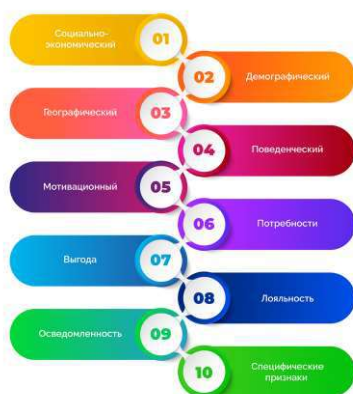 Социально-
экономический
01
02
Демографический
Географический
03
04
Поведенческий
Мотивационный
05
06
Потребности
Выгода
07
08
Лояльность
Осведомленность
09
10
Специфические
признаки